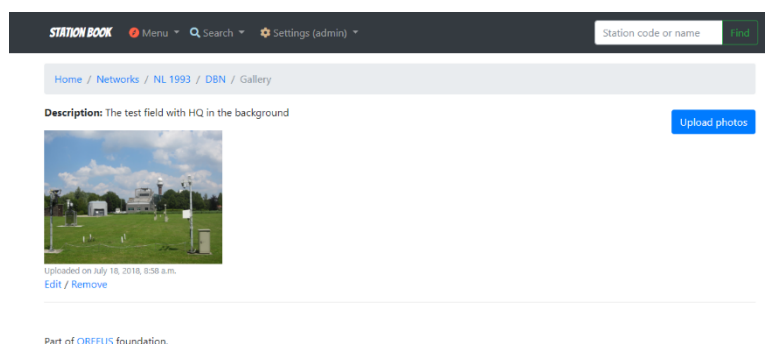 STATION BOOK Menu Search Settings (admin) Station code or name Find
Home / Networks / NL 1993 / DBN / Gallery
Description: The test field with HQ in the background
Upload photos
Uploaded on July 18, 2018, 8:58 a.m.
Edit / Remove
Part of ORFEUS foundation.